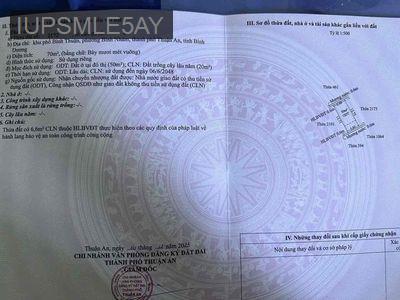 IUPSMLE5AY
III. Sơ đồ thửa đất, nhà ở và tài sản khác gắn liền với đất
Tỷ lệ 1:500
b) Địa chỉ: khu phố Bình Thuận, phường Bình Nhâm, thành phố Thuận An, tỉnh Bình
Dương
c) Diện tích: 70m², (bằng chữ: Bảy mươi mét vuông)
d) Hình thức sử dụng: Sử dụng riêng
đ) Mục đích sử dụng: ODT: Đất ở tại đô thị (50m²); CLN: Đất trồng cây lâu năm (20m²)
e) Thời hạn sử dụng: ODT: Lâu dài; CLN: sử dụng đến ngày 06/6/2048
g) Nguồn gốc sử dụng: Nhận chuyển nhượng đất được: Nhà nước giao đất có thu tiền sử
dụng đất (ODT), Công nhận QSDĐ như giao đất không thu tiền sử dụng đất (CLN)
2. Nhà ở: -/-.
3. Công trình xây dựng khác: -/-.
4. Rừng sản xuất là rừng trồng: -/-.
5. Cây lâu năm: -/-.
6. Ghi chú:
Thửa đất có 6,6m² CLN thuộc HLBVĐT thực hiện theo các quy định của pháp luật về
hành lang bảo vệ an toàn công trình công cộng.
HLBVĐT
Thửa 2175
Thửa 2181
Thửa 1064
Thửa 394
Thuận An, ngày tháng năm 2025
CHI NHÁNH VĂN PHÒNG ĐĂNG KÝ ĐẤT ĐAI
THÀNH PHỐ THUẬN AN
GIÁM ĐỐC
IV. Những thay đổi sau khi cấp giấy chứng nhận
Nội dung thay đổi và cơ sở pháp lý
Xác